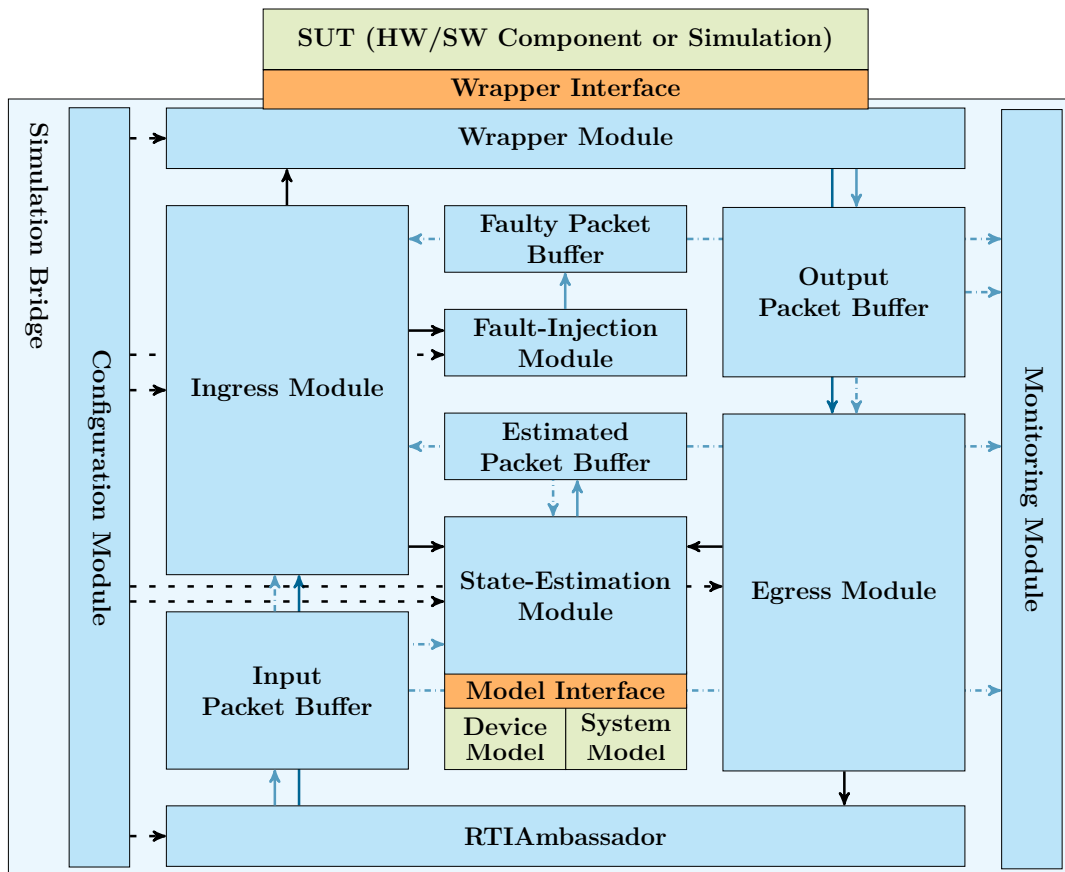 SUT (HW/SW Component or Simulation)
Wrapper Interface
Wrapper Module
Simulation Bridge
Configuration Module
Ingress Module
Faulty Packet
Buffer
Fault-Injection
Module
Output
Packet Buffer
Estimated
Packet Buffer
State-Estimation
Module
Egress Module
Monitoring Module
Input
Packet Buffer
Model Interface
Device
Model
System
Model
RTIAmbassador